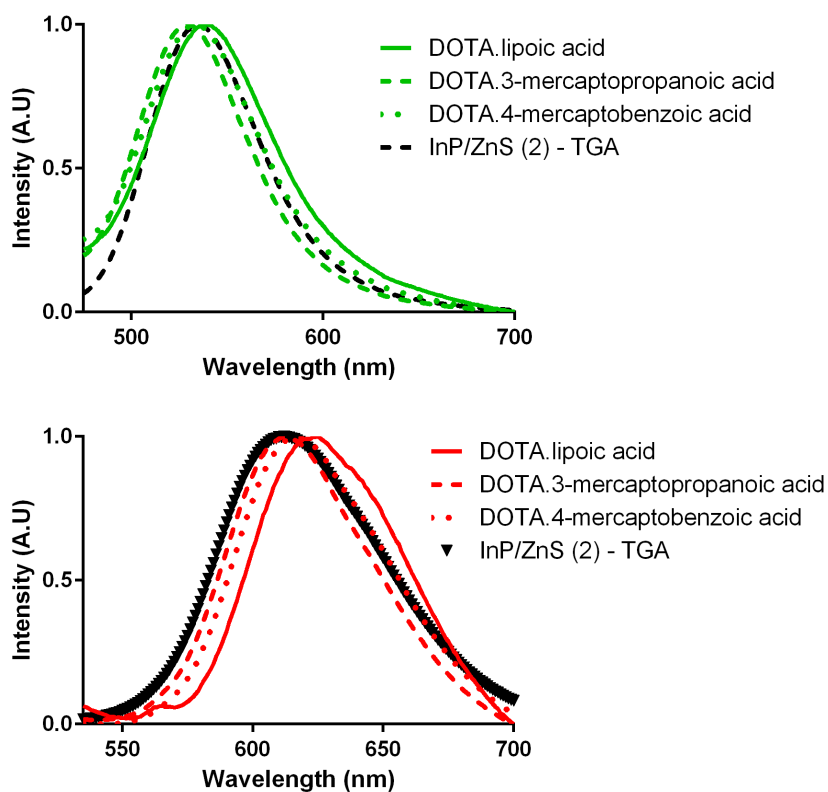 1.0
0.5
0.0
Intensity (A.U)
500
600
700
Wavelength (nm)
DOTA.lipoic acid
DOTA.3-mercaptopropanoic acid
DOTA.4-mercaptobenzoic acid
InP/ZnS (2) - TGA
1.0
0.5
0.0
Intensity (A.U)
550
600
650
700
Wavelength (nm)
DOTA.lipoic acid
DOTA.3-mercaptopropanoic acid
DOTA.4-mercaptobenzoic acid
InP/ZnS (2) - TGA